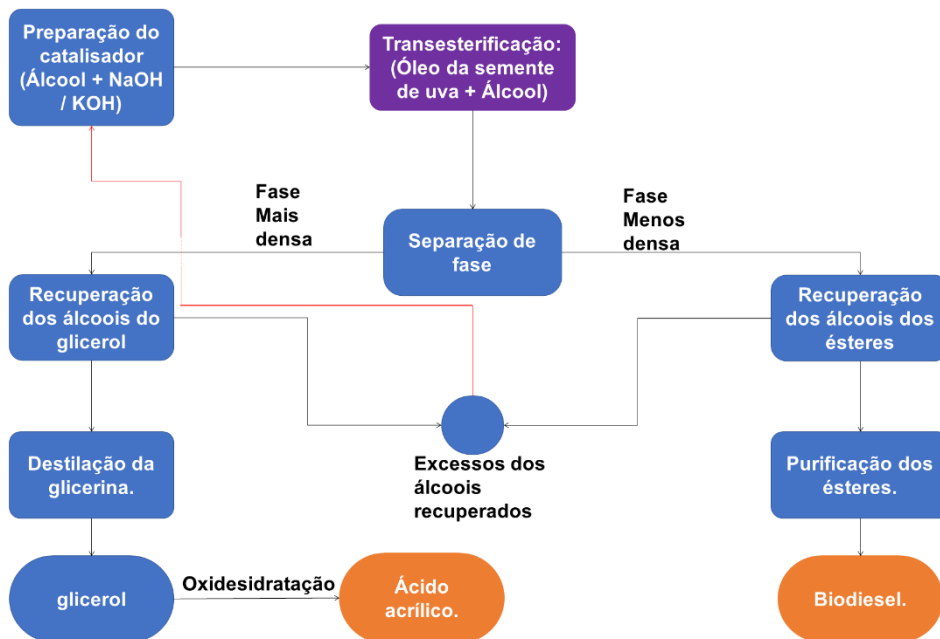 Preparação do
catalisador
(Álcool + NaOH
/ KOH)
Transesterificação:
(Óleo da semente
de uva + Álcool)
Fase
Mais
densa
Separação de
fase
Fase
Menos
densa
Recuperação
dos álcoois do
glicerol
Recuperação
dos álcoois dos
ésteres
Destilação da
glicerina.
Excessos dos
álcoois
recuperados
Purificação dos
ésteres.
glicerol
Oxidesidratação
Ácido
acrílico.
Biodiesel.